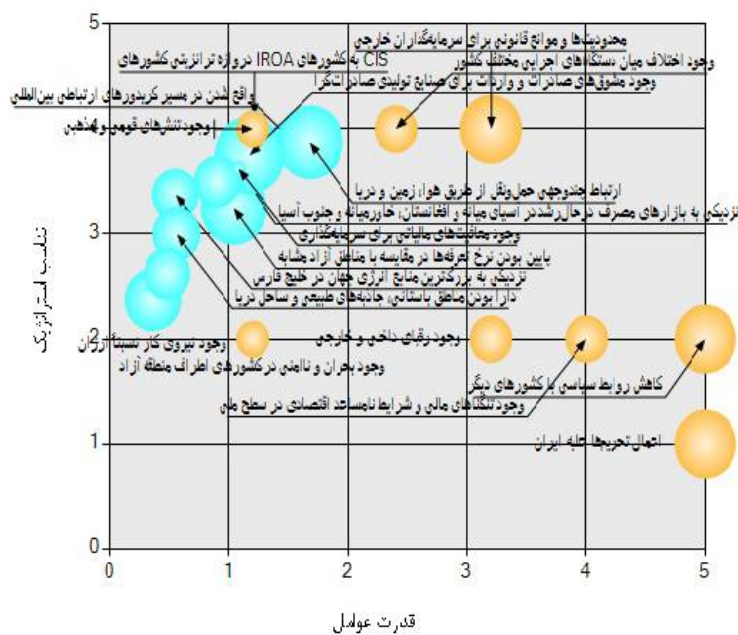 5
محدودیت‌ها و موانع قانونی برای سرمایه‌گذاران خارجی
CIS به کشورهای IROA دروازه ترانزیتی کشورهای
وجود اختلاف میان دستگاه‌های اجرایی مختلف کشور
وجود مشوق‌های صادرات و واردات برای صنایع تولیدی صادرات‌گرا
واقع شدن در مسیر کریدورهای ارتباطی بین‌المللی
4
وجود تنش‌های قومی و مذهبی
ارتباط چندوجهی حمل‌ونقل از طریق هوا، زمین و دریا
نزدیکی به بازارهای مصرف در حال‌رشددر آسیای میانه و افغانستان، خاورمیانه و جنوب آسیا
3
وجود معافیت‌های مالیاتی برای سرمایه‌گذاری
پایین بودن نرخ تعرفه‌ها در مقایسه با مناطق آزاد مشابه
نزدیکی به بزرگترین منابع انرژی جهان در خلیج فارس
دارا بودن مناطق باستانی، جاذبه‌های طبیعی و ساحل دریا
تناسب استراتژیک
2
وجود نیروی کار نسبتاً ارزان
وجود رقبای داخلی و خارجی
وجود بحران و ناامنی در کشورهای اطراف منطقه آزاد
کاهش روابط سیاسی با کشورهای دیگر
وجود تنگناهای مالی و شرایط نامساعد اقتصادی در سطح ملی
1
اعمال تحریم‌ها علیه ایران
0
0 1 2 3 4 5
قدرت عوامل